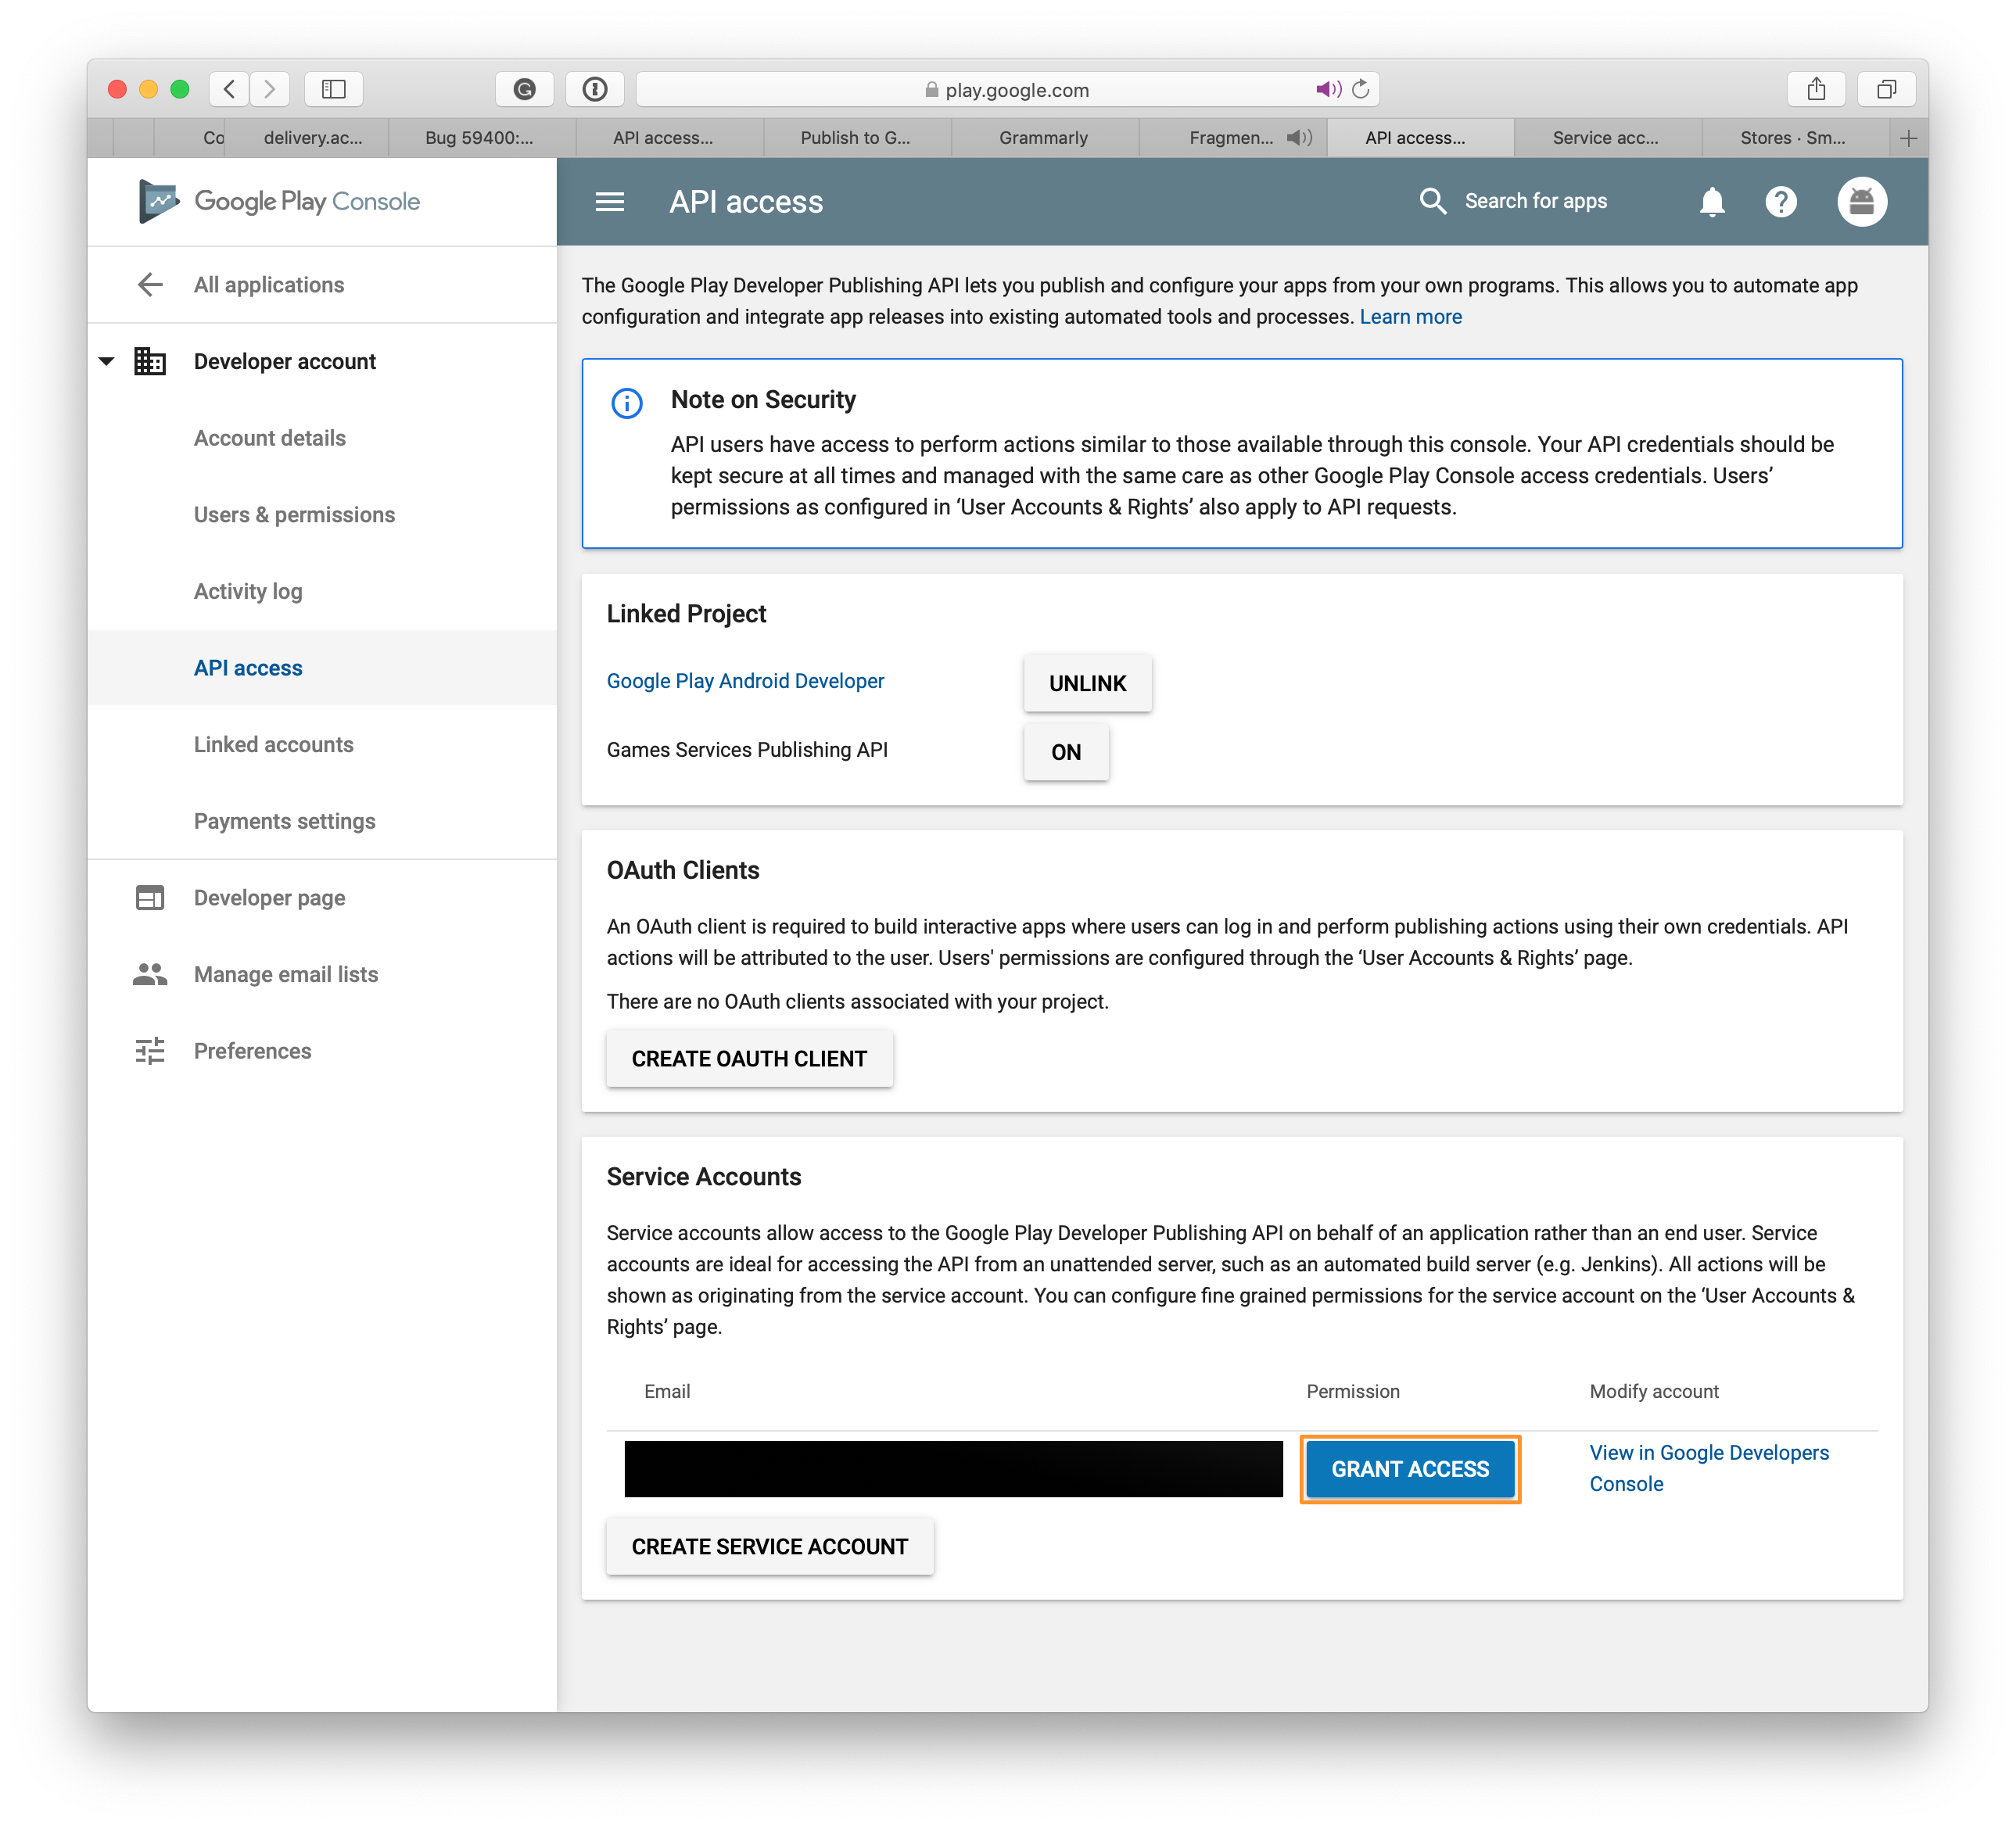 play.google.com
Co
delivery.ac...
Bug 59400:...
API access...
Publish to G...
Grammarly
Fragmen...
API access...
Service acc...
Stores · Sm...
Google Play Console
API access
Search for apps
All applications
Developer account
Account details
Users & permissions
Activity log
API access
Linked accounts
Payments settings
Developer page
Manage email lists
Preferences
The Google Play Developer Publishing API lets you publish and configure your apps from your own programs. This allows you to automate app
configuration and integrate app releases into existing automated tools and processes. Learn more
Note on Security
API users have access to perform actions similar to those available through this console. Your API credentials should be
kept secure at all times and managed with the same care as other Google Play Console access credentials. Users’
permissions as configured in ‘User Accounts & Rights’ also apply to API requests.
Linked Project
Google Play Android Developer
UNLINK
Games Services Publishing API
ON
OAuth Clients
An OAuth client is required to build interactive apps where users can log in and perform publishing actions using their own credentials. API
actions will be attributed to the user. Users' permissions are configured through the ‘User Accounts & Rights’ page.
There are no OAuth clients associated with your project.
CREATE OAUTH CLIENT
Service Accounts
Service accounts allow access to the Google Play Developer Publishing API on behalf of an application rather than an end user. Service
accounts are ideal for accessing the API from an unattended server, such as an automated build server (e.g. Jenkins). All actions will be
shown as originating from the service account. You can configure fine grained permissions for the service account on the ‘User Accounts &
Rights’ page.
Email
Permission
Modify account
GRANT ACCESS
View in Google Developers
Console
CREATE SERVICE ACCOUNT